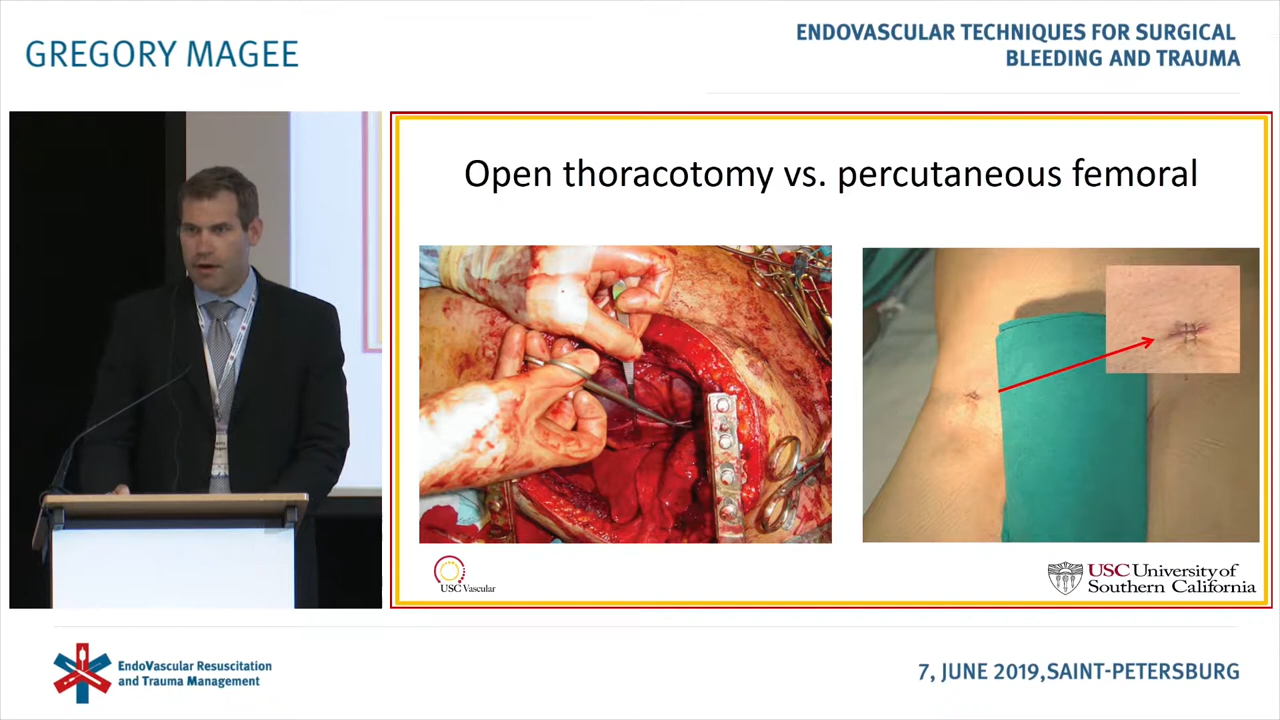 GREGORY MAGEE
ENDOVASCULAR TECHNIQUES FOR SURGICAL
BLEEDING AND TRAUMA
Open thoracotomy vs. percutaneous femoral
USC Vascular
USC University of
Southern California
EndoVascular Resuscitation
and Trauma Management
7, JUNE 2019,SAINT-PETERSBURG